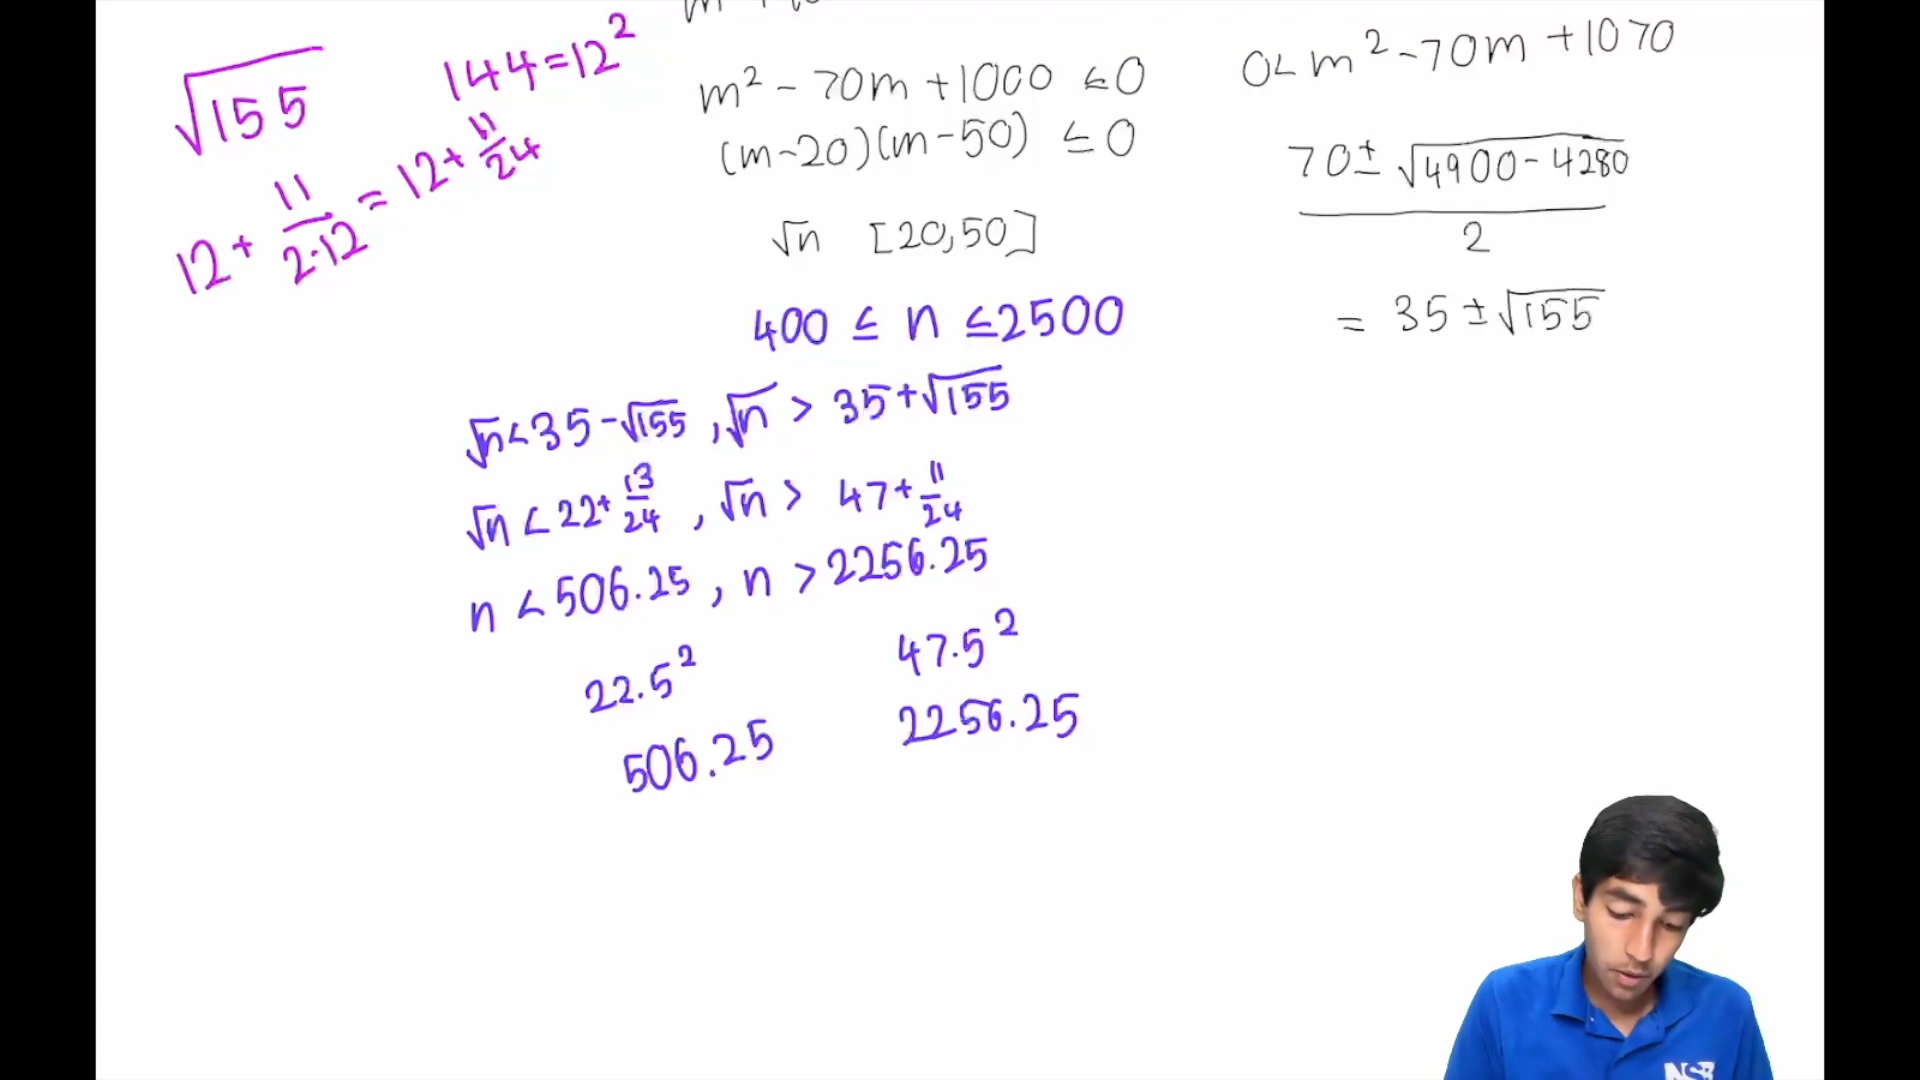 √155
144=12²
12+ 11/2·12 = 12+ 11/24
m² - 70m + 1000 ≤ 0
(m-20)(m-50) ≤ 0
√n [20,50]
400 ≤ n ≤ 2500
0 < m² - 70m + 1070
70 ± √4900 - 4280 / 2
= 35 ± √155
√n < 35 - √155 , √n > 35 + √155
√n < 22 + 13/24 , √n > 47 + 11/24
n < 506.25 , n > 2256.25
22.5² 47.5²
506.25 2256.25